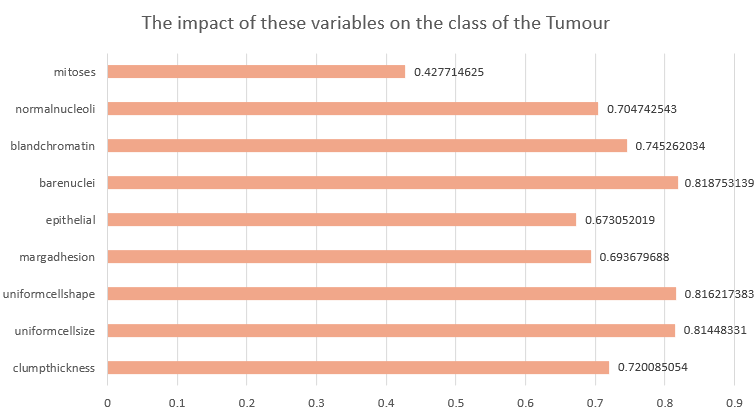 The impact of these variables on the class of the Tumour
mitoses 0.427714625
normalnucleoli 0.704742543
blandchromatin 0.745262034
barenuclei 0.818753139
epithelial 0.673052019
margadhesion 0.693679688
uniformcellshape 0.816217383
uniformcellsize 0.81448331
clumpthickness 0.720085054
0 0.1 0.2 0.3 0.4 0.5 0.6 0.7 0.8 0.9